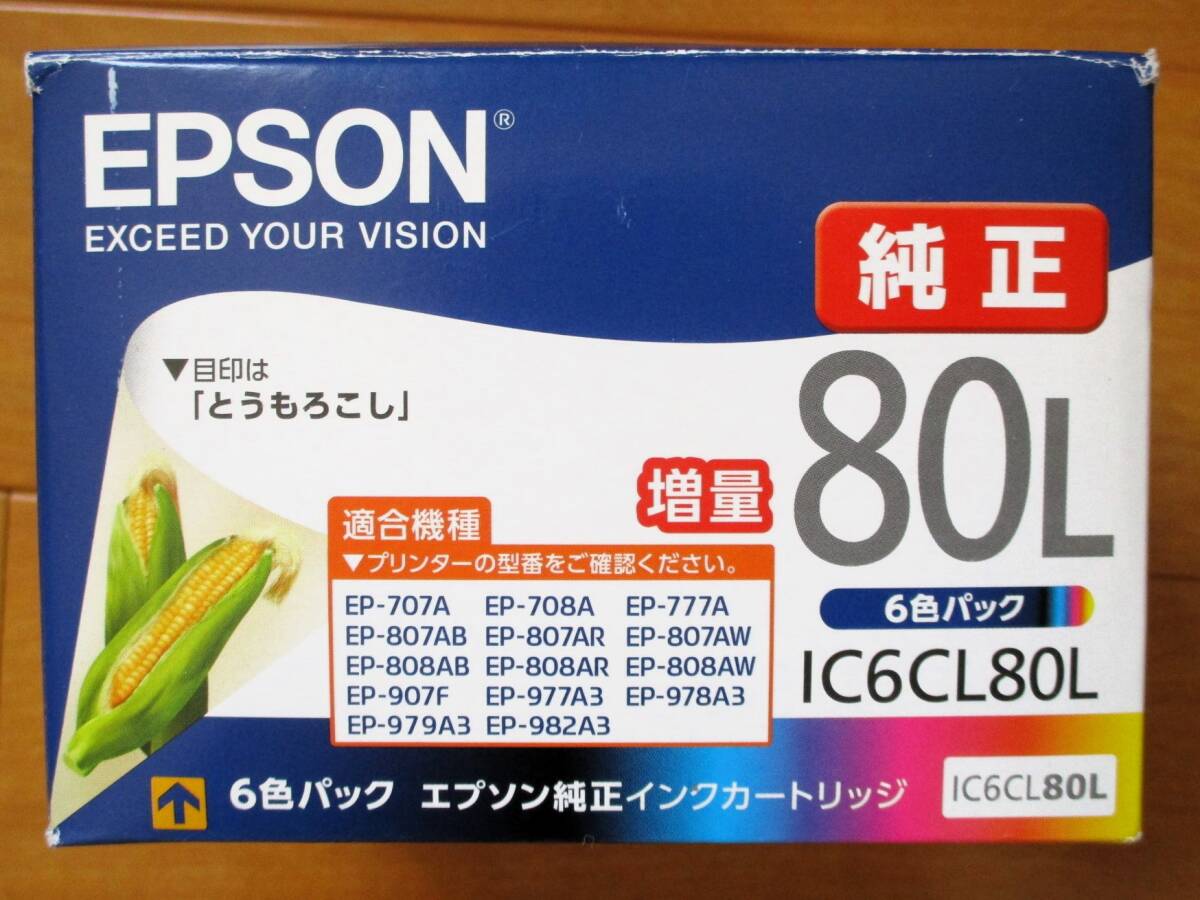 EPSON®
EXCEED YOUR VISION
純正
▼目印は
「とうもろこし」
80L
増量
適合機種
▼プリンターの型番をご確認ください。
EP-707A EP-708A EP-777A
EP-807AB EP-807AR EP-807AW
EP-808AB EP-808AR EP-808AW
EP-907F EP-977A3 EP-978A3
EP-979A3 EP-982A3
6色パック
IC6CL80L
6色パック エプソン純正インクカートリッジ
IC6CL80L